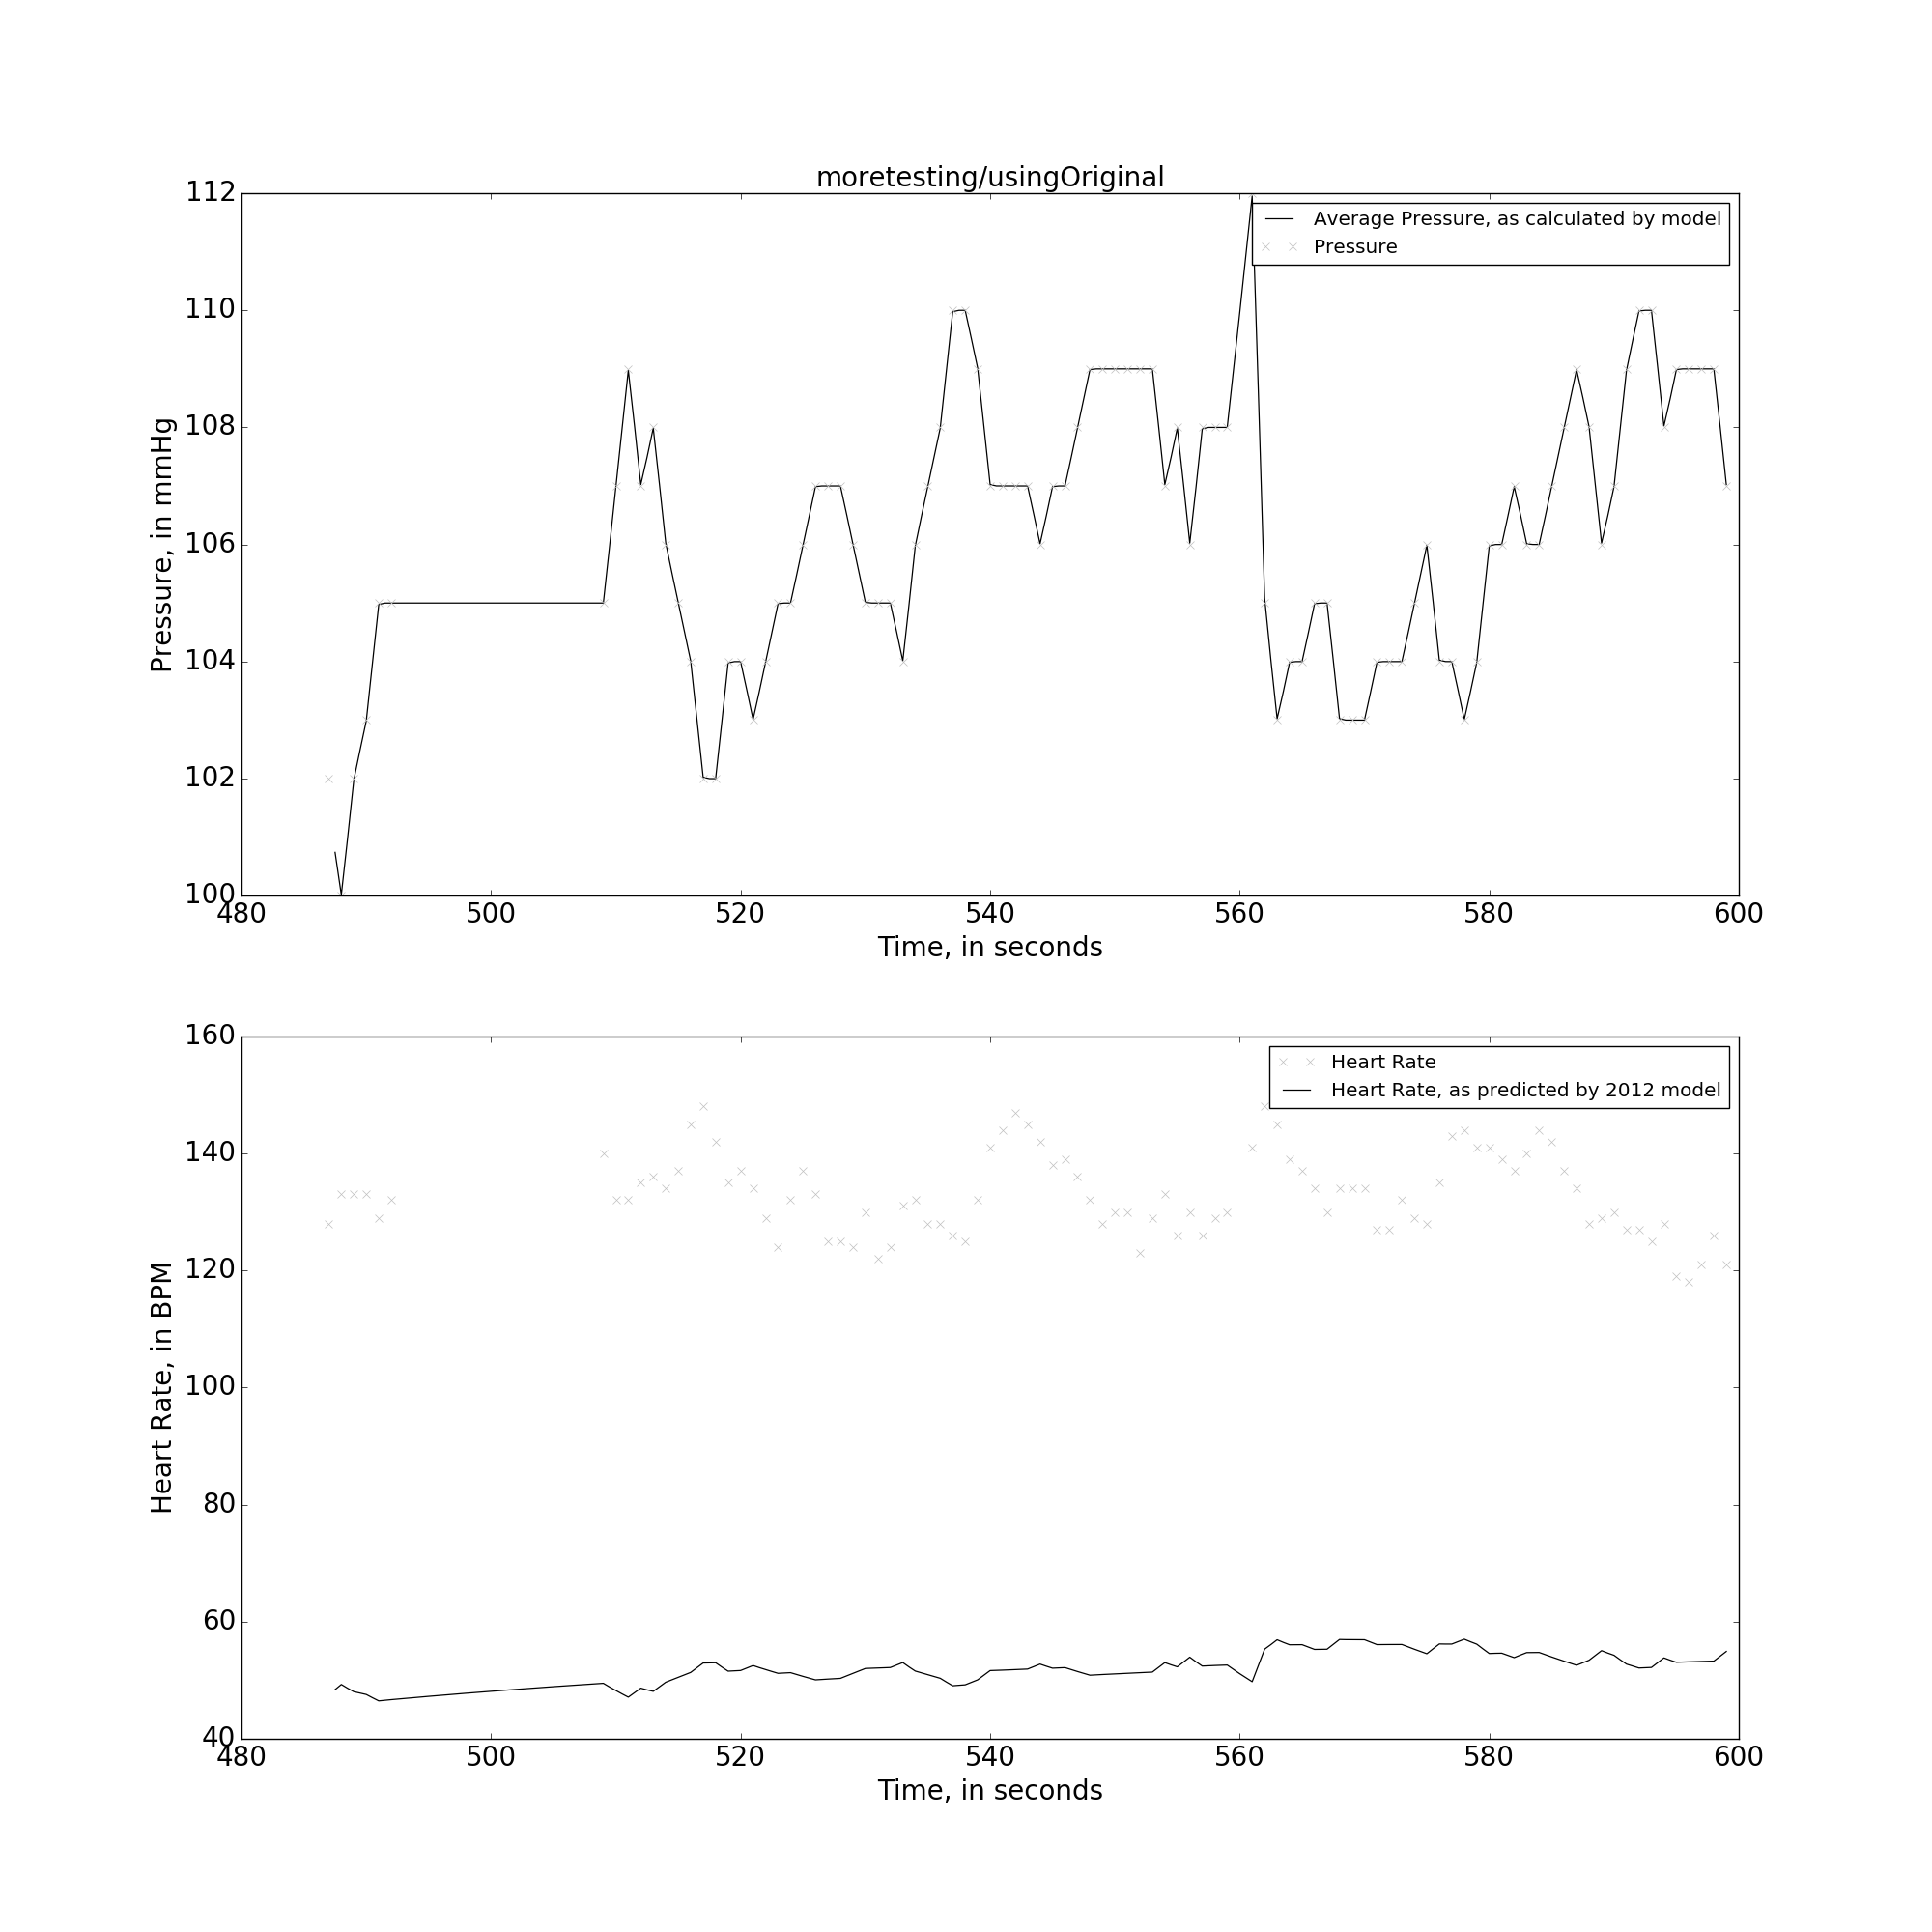 moretesting/usingOriginal
112
110
108
106
104
102
100
Pressure, in mmHg
Average Pressure, as calculated by model
Pressure
480 500 520 540 560 580 600
Time, in seconds
160
140
120
100
80
60
40
Heart Rate, in BPM
Heart Rate
Heart Rate, as predicted by 2012 model
480 500 520 540 560 580 600
Time, in seconds